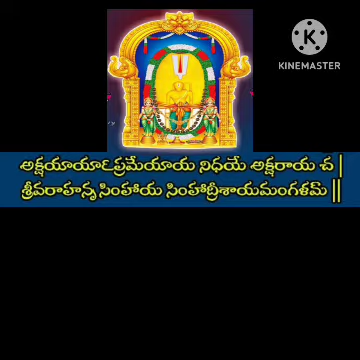 KINEMASTER
అక్షయాయాఽప్రమేయాయ నిధయే అక్షరాయ చ |
శ్రీవరాహనృసింహాయ సింహాద్రీశాయమంగళమ్ ||